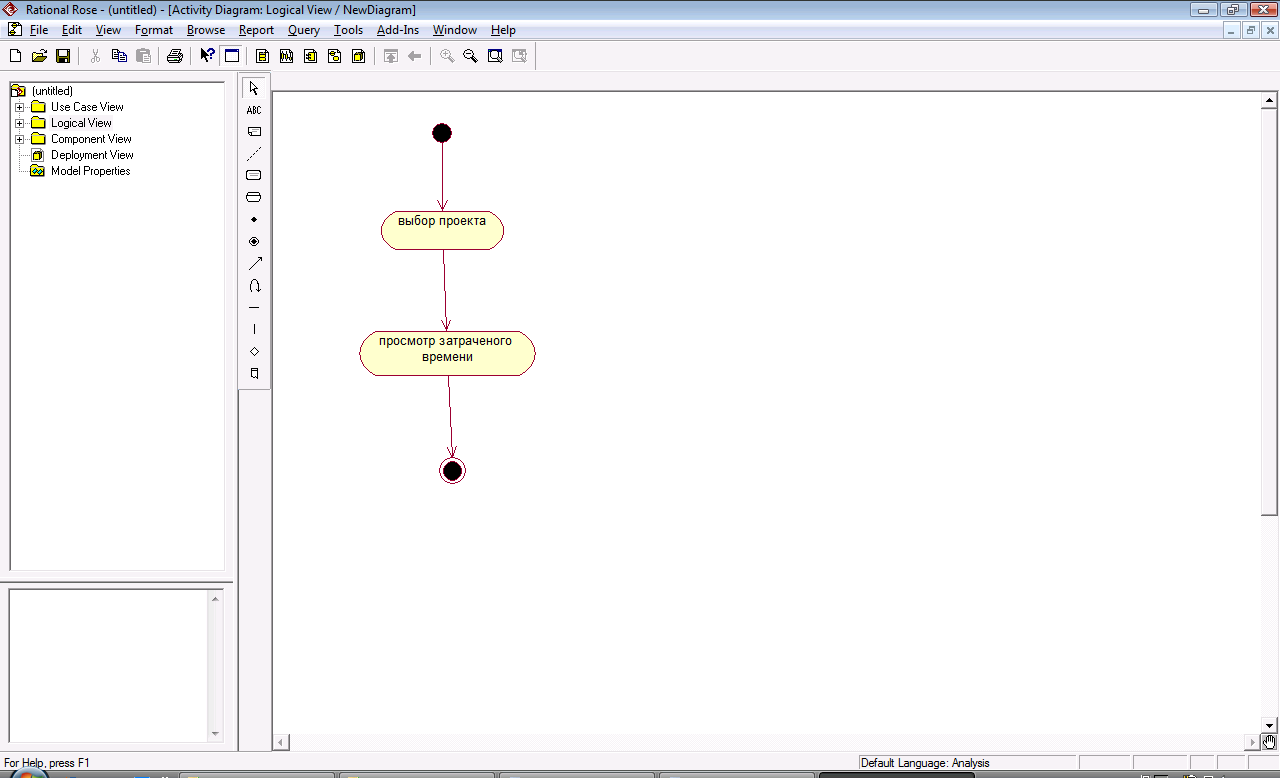 Rational Rose - (untitled) - [Activity Diagram: Logical View / NewDiagram]
File Edit View Format Browse Report Query Tools Add-Ins Window Help
(untitled)
Use Case View
Logical View
Component View
Deployment View
Model Properties
ABC
выбор проекта
просмотр затраченого
времени
For Help, press F1
Default Language: Analysis